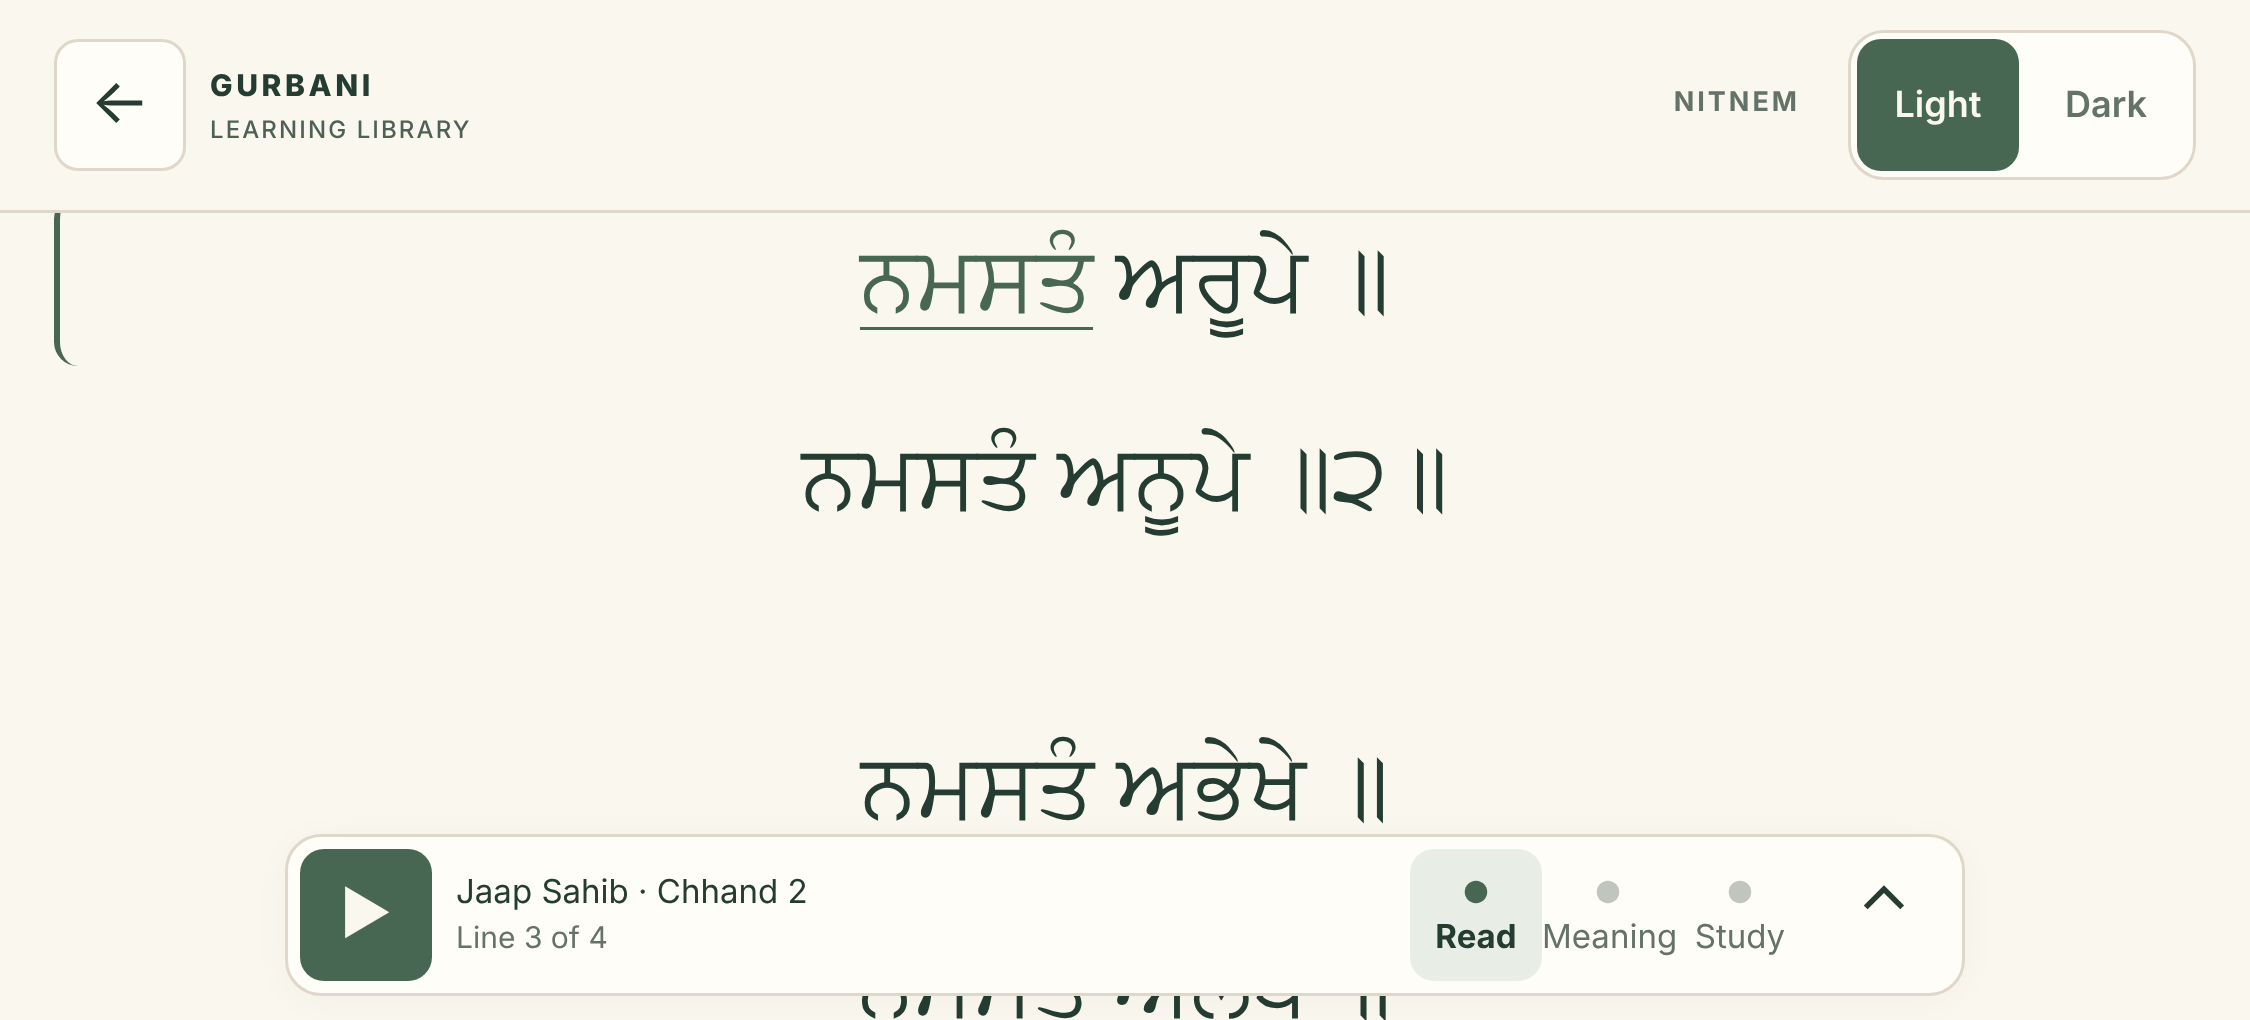 GURBANI
LEARNING LIBRARY
NITNEM
Light
Dark
ਨਮਸਤੰ ਅਰੂਪੇ ॥
ਨਮਸਤੰ ਅਨੂਪੇ ॥੨॥
ਨਮਸਤੰ ਅਭੇਖੇ ॥
Jaap Sahib · Chhand 2
Line 3 of 4
Read
Meaning
Study